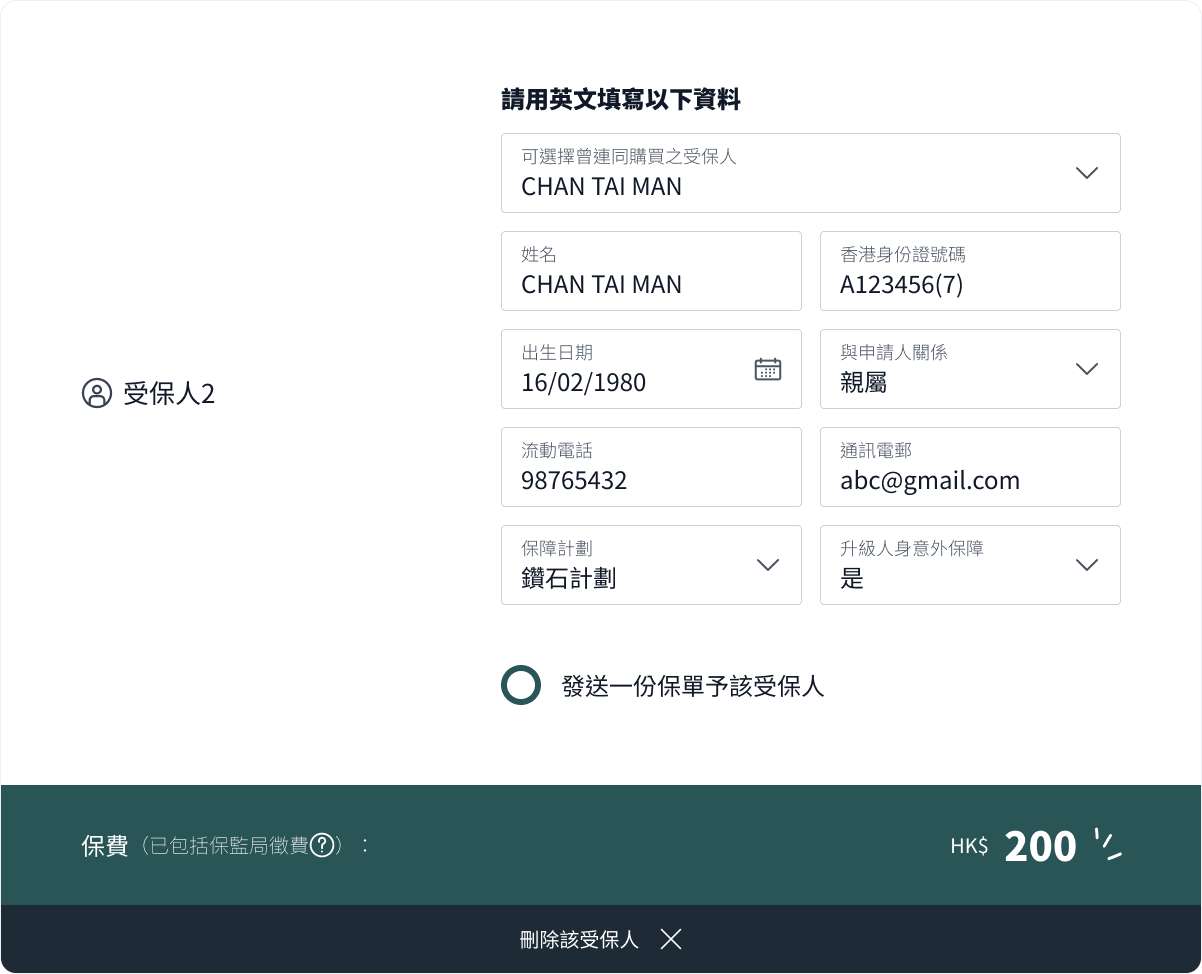 請用英文填寫以下資料
可選擇曾連同購買之受保人
CHAN TAI MAN
姓名
CHAN TAI MAN
香港身份證號碼
A123456(7)
出生日期
16/02/1980
與申請人關係
親屬
受保人2
流動電話
98765432
通訊電郵
abc@gmail.com
保障計劃
鑽石計劃
升級人身意外保障
是
發送一份保單予該受保人
保費（已包括保監局徵費?）：
HK$ 200
刪除該受保人